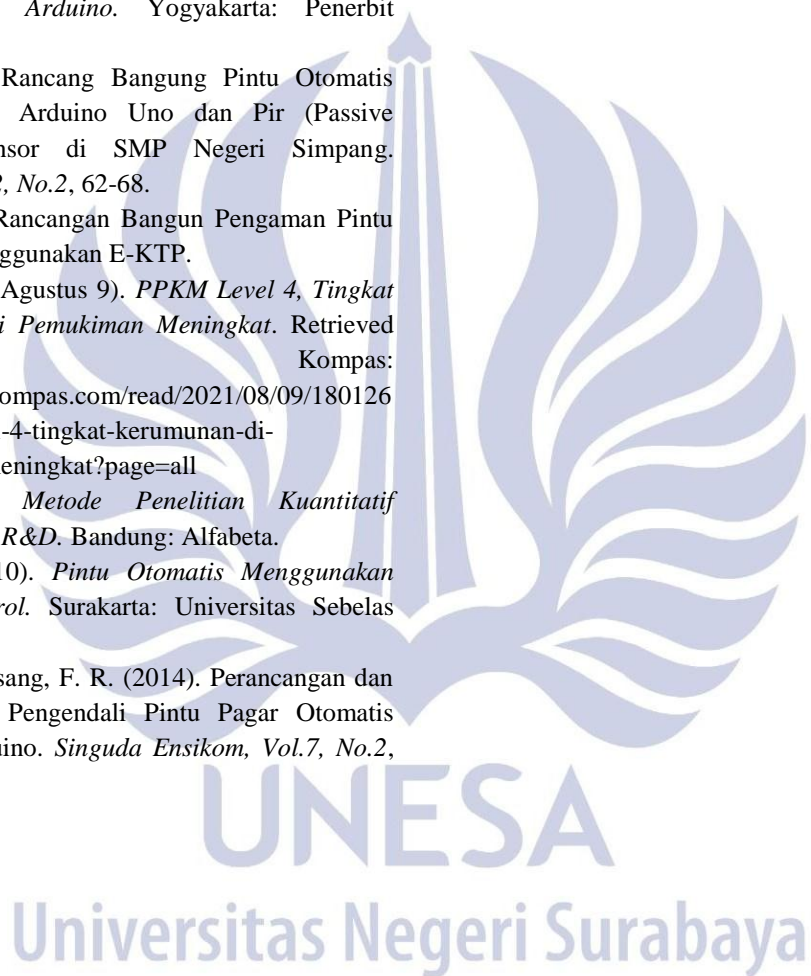 Arduino. Yogyakarta: Penerbit
Rancang Bangung Pintu Otomatis
Arduino Uno dan Pir (Passive
nsor di SMP Negeri Simpang.
2, No.2, 62-68.
Rancangan Bangun Pengaman Pintu
ggunakan E-KTP.
Agustus 9). PPKM Level 4, Tingkat
i Pemukiman Meningkat. Retrieved
Kompas:
ompas.com/read/2021/08/09/180126
-4-tingkat-kerumunan-di-
eningkat?page=all
Metode Penelitian Kuantitatif
R&D. Bandung: Alfabeta.
10). Pintu Otomatis Menggunakan
rol. Surakarta: Universitas Sebelas
sang, F. R. (2014). Perancangan dan
Pengendali Pintu Pagar Otomatis
uino. Singuda Ensikom, Vol.7, No.2,
UNESA
Universitas Negeri Surabaya